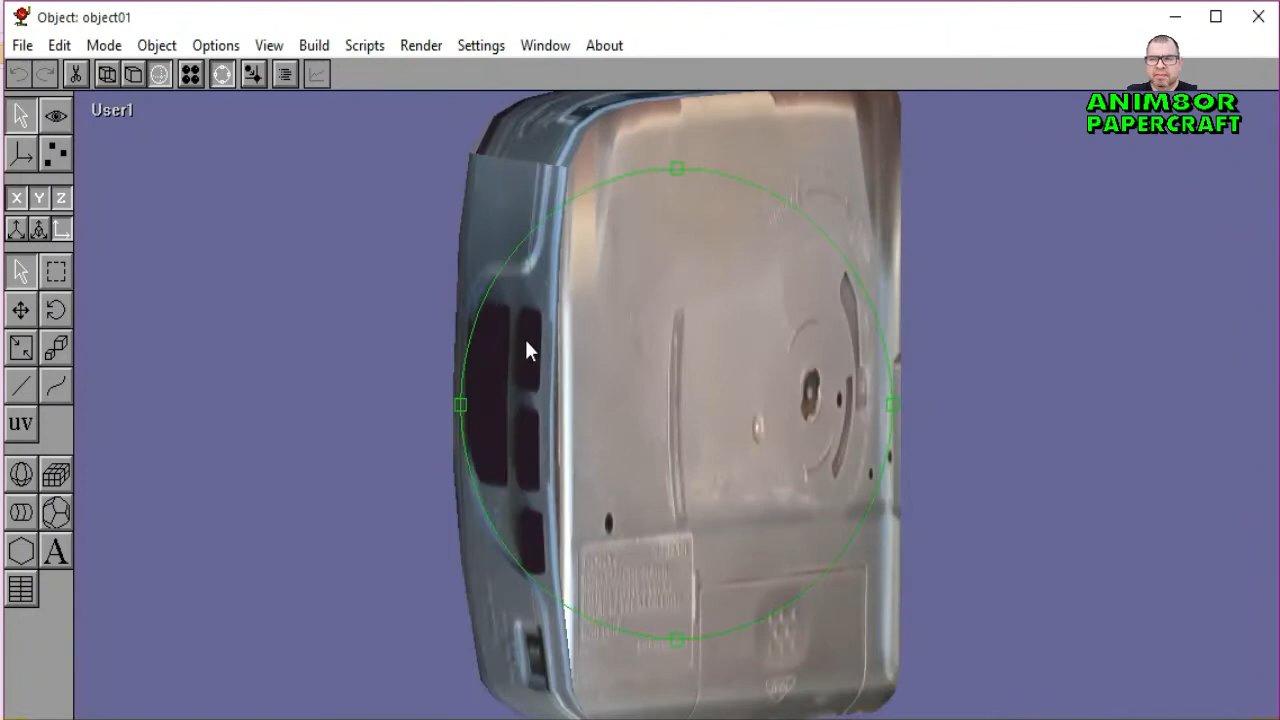 Object: object01
File Edit Mode Object Options View Build Scripts Render Settings Window About
User1
ANIM8OR
PAPERCRAFT
X Y Z
uv
A